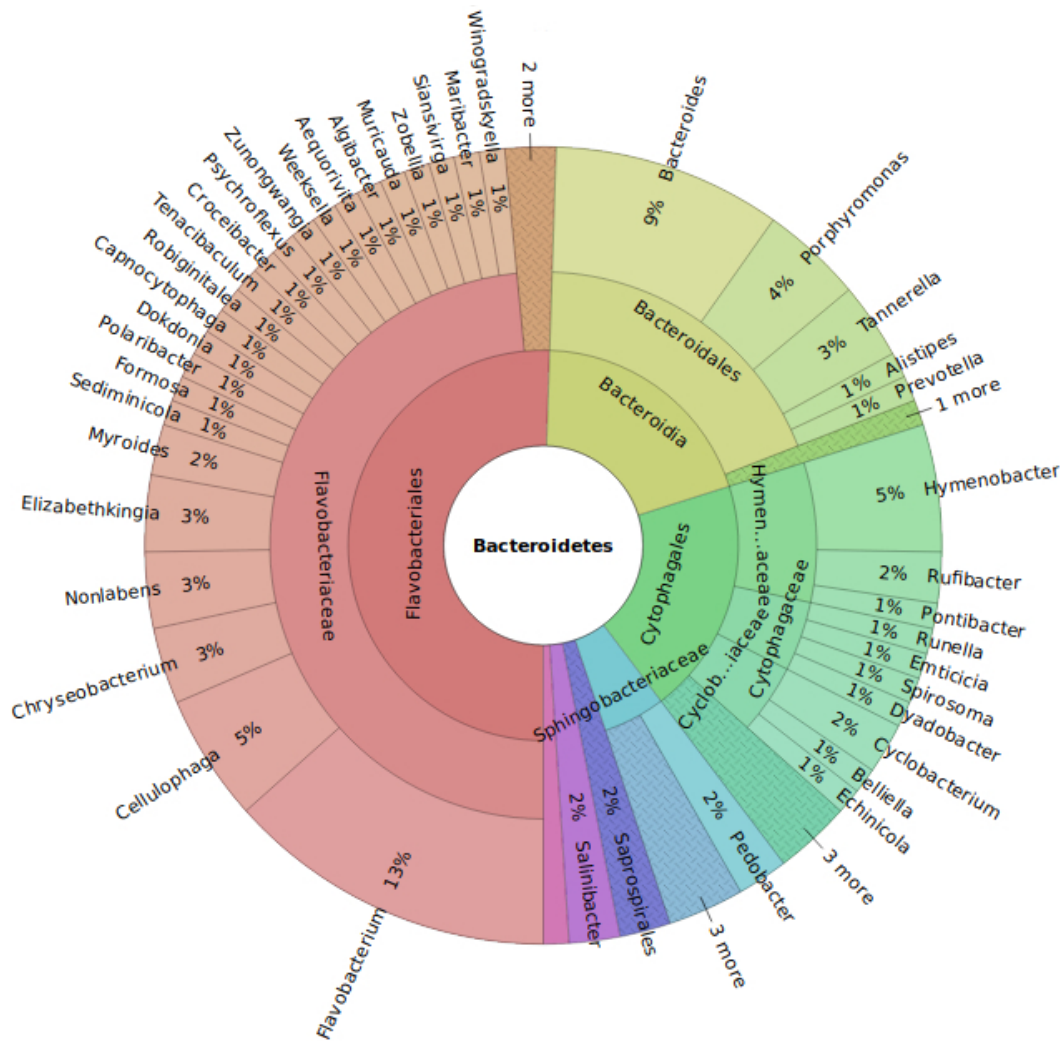 Bacteroidetes
Bacteroidia
Bacteroidales
Bacteroides
9%
Porphyromonas
4%
Tannerella
3%
Alistipes
1%
Prevotella
1%
1 more
Cytophagales
Hymen...aceae
Cytophagaceae
Cyclob...iaceae
Hymenobacter
5%
Rufibacter
2%
Pontibacter
1%
Runella
1%
Emticicia
1%
Spirosoma
1%
Dyadobacter
1%
Cyclobacterium
2%
Belliella
1%
Echinicola
1%
3 more
Sphingobacteriaceae
Pedobacter
2%
3 more
Saprospirales
2%
Salinibacter
2%
Flavobacteriales
Flavobacteriaceae
Flavobacterium
13%
Cellulophaga
5%
Chryseobacterium
3%
Nonlabens
3%
Elizabethkingia
3%
Myroides
2%
Sediminicola
1%
Formosa
1%
Polaribacter
1%
Dokdonia
1%
Capnocytophaga
1%
Robiginitalea
1%
Tenacibaculum
1%
Croceibacter
1%
Psychroflexus
1%
Zunongwangia
1%
Weeksella
1%
Aequorivita
1%
Algibacter
1%
Muricauda
1%
Zobellia
1%
Siansivirga
1%
Maribacter
1%
Winogradskyella
1%
2 more